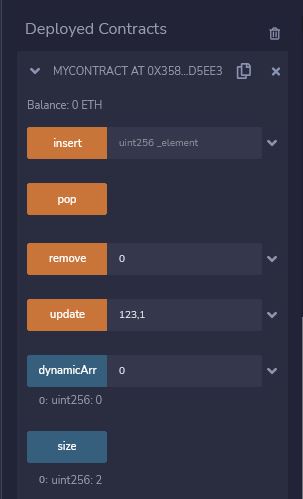 Deployed Contracts
MYCONTRACT AT 0X358...D5EE3
Balance: 0 ETH
insert uint256 _element
pop
remove 0
update 123,1
dynamicArr 0
0: uint256: 0
size
0: uint256: 2